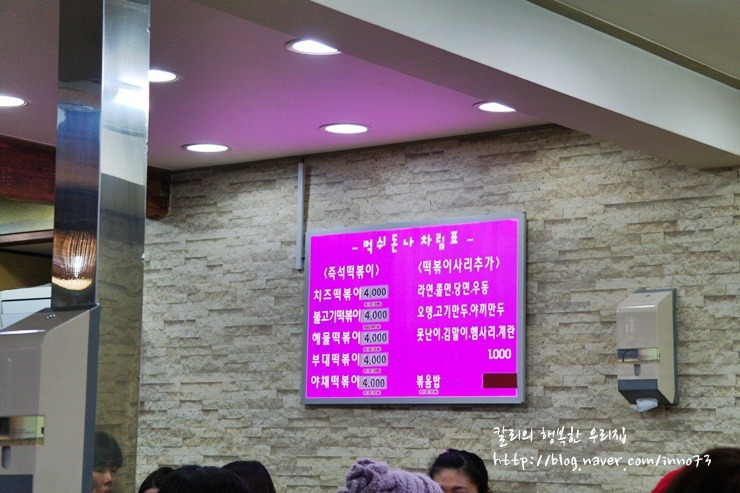 - 먹쉬돈나 차림표 -
<즉석떡볶이>
치즈떡볶이 4,000
불고기떡볶이 4,000
해물떡볶이 4,000
부대떡볶이 4,000
야채떡볶이 4,000
<떡볶이사리추가>
라면.쫄면.당면.우동
오뎅.고기만두.야끼만두
못난이.김말이.햄사리.계란
1,000
볶음밥
칼리의 행복한 우리집
http://blog.naver.com/inno73